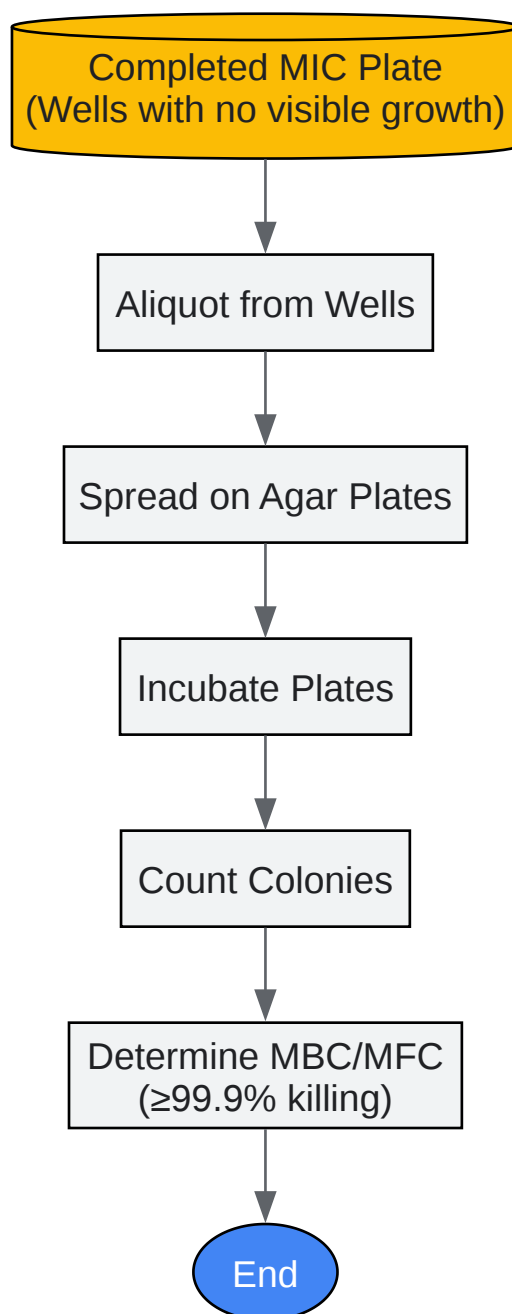 Completed MIC Plate
(Wells with no visible growth)
Aliquot from Wells
Spread on Agar Plates
Incubate Plates
Count Colonies
Determine MBC/MFC
(≥99.9% killing)
End